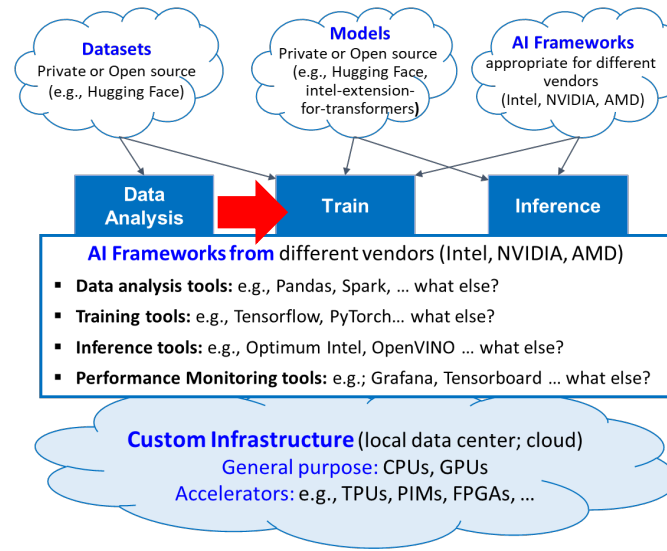 Datasets
Private or Open source
(e.g., Hugging Face)
Models
Private or Open source
(e.g., Hugging Face,
intel-extension-
for-transformers)
AI Frameworks
appropriate for different
vendors
(Intel, NVIDIA, AMD)
Data
Analysis
Train
Inference
AI Frameworks from different vendors (Intel, NVIDIA, AMD)
▪ Data analysis tools: e.g., Pandas, Spark, … what else?
▪ Training tools: e.g., Tensorflow, PyTorch… what else?
▪ Inference tools: e.g., Optimum Intel, OpenVINO … what else?
▪ Performance Monitoring tools: e.g.; Grafana, Tensorboard … what else?
Custom Infrastructure (local data center; cloud)
General purpose: CPUs, GPUs
Accelerators: e.g., TPUs, PIMs, FPGAs, …